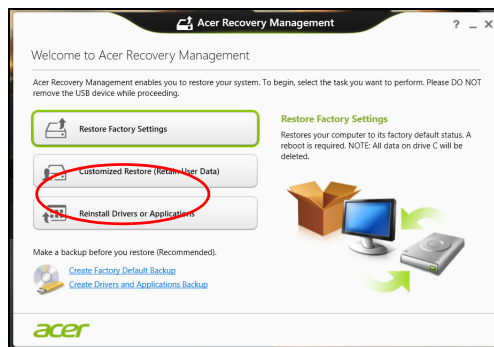 Acer Recovery Management
? _ X
Welcome to Acer Recovery Management
Acer Recovery Management enables you to restore your system. To begin, select the task you want to perform. Please DO NOT
remove the USB device while proceeding.
Restore Factory Settings
Customized Restore (Retain User Data)
Reinstall Drivers or Applications
Restore Factory Settings
Restores your computer to its factory default status. A
reboot is required. NOTE: All data on drive C will be
deleted.
Make a backup before you restore (Recommended).
Create Factory Default Backup
Create Drivers and Applications Backup
acer